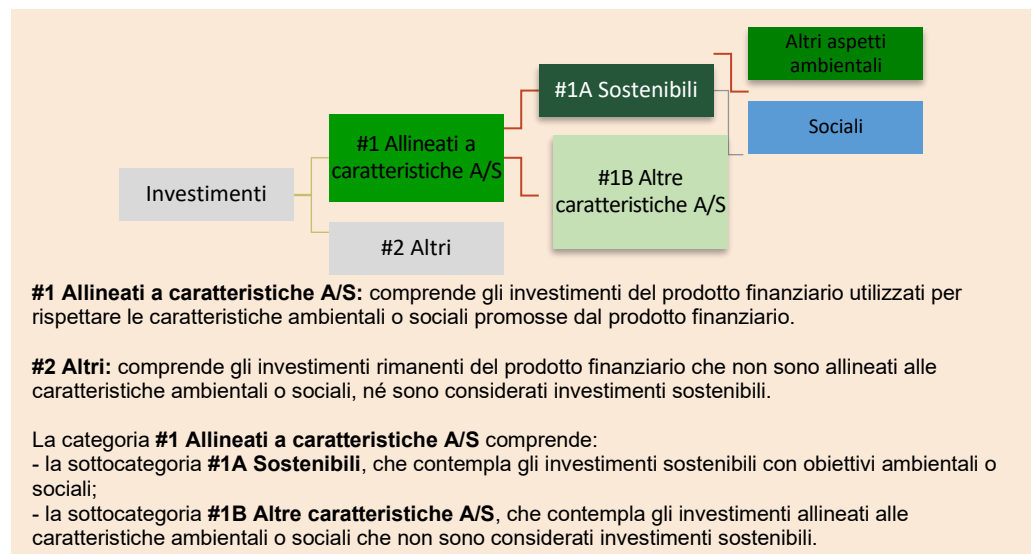 Altri aspetti
ambientali
#1A Sostenibili
Sociali
#1 Allineati a
caratteristiche A/S
#1B Altre
caratteristiche A/S
Investimenti
#2 Altri
#1 Allineati a caratteristiche A/S: comprende gli investimenti del prodotto finanziario utilizzati per
rispettare le caratteristiche ambientali o sociali promosse dal prodotto finanziario.
#2 Altri: comprende gli investimenti rimanenti del prodotto finanziario che non sono allineati alle
caratteristiche ambientali o sociali, né sono considerati investimenti sostenibili.
La categoria #1 Allineati a caratteristiche A/S comprende:
- la sottocategoria #1A Sostenibili, che contempla gli investimenti sostenibili con obiettivi ambientali o
sociali;
- la sottocategoria #1B Altre caratteristiche A/S, che contempla gli investimenti allineati alle
caratteristiche ambientali o sociali che non sono considerati investimenti sostenibili.